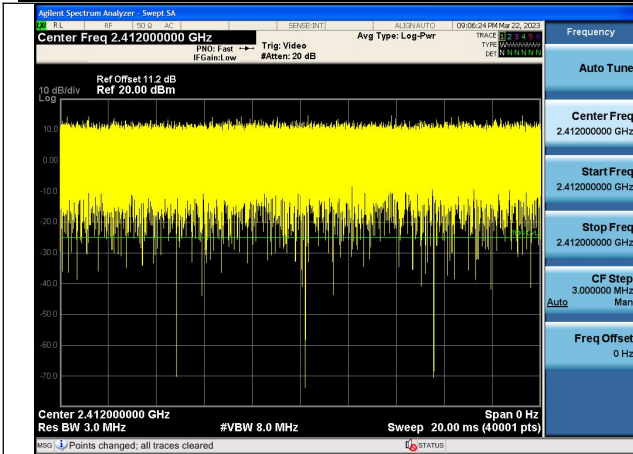 Agilent Spectrum Analyzer - Swept SA
RL RF 50 Ω AC SENSE:INT ALIGN AUTO 09:06:24 PM Mar 22, 2023
Center Freq 2.412000000 GHz
PNO: Fast
IFGain:Low
Trig: Video
#Atten: 20 dB
Avg Type: Log-Pwr
TRACE 1 2 3 4 5 6
TYPE
DET N N N N N N
Ref Offset 11.2 dB
10 dB/div Ref 20.00 dBm
Log
10.0
0.00
-10.0
-20.0
-30.0
-40.0
-50.0
-60.0
-70.0
Center 2.412000000 GHz Span 0 Hz
Res BW 3.0 MHz #VBW 8.0 MHz Sweep 20.00 ms (40001 pts)
MSG Points changed; all traces cleared STATUS
Frequency
Auto Tune
Center Freq
2.412000000 GHz
Start Freq
2.412000000 GHz
Stop Freq
2.412000000 GHz
CF Step
3.000000 MHz
Auto Man
Freq Offset
0 Hz